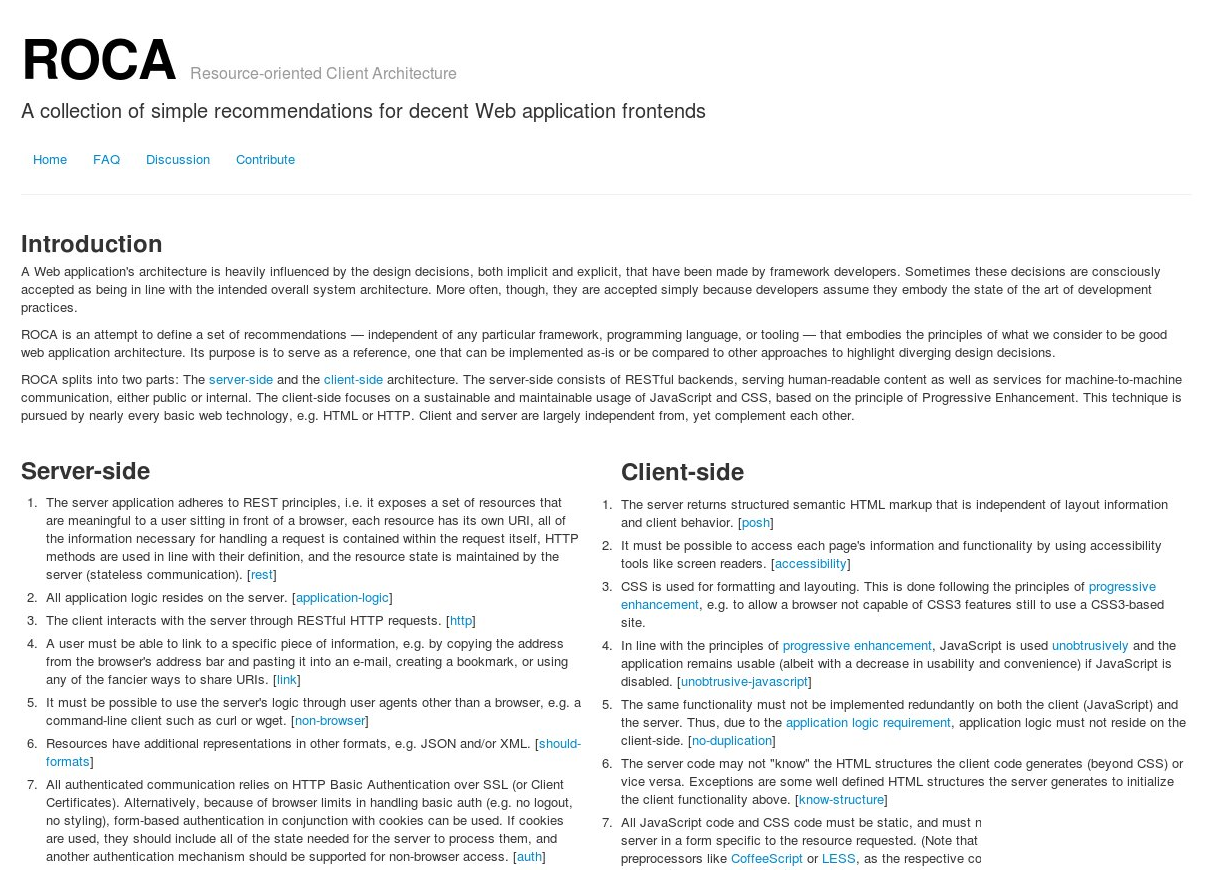 ROCA Resource-oriented Client Architecture
A collection of simple recommendations for decent Web application frontends
Home FAQ Discussion Contribute
Introduction
A Web application's architecture is heavily influenced by the design decisions, both implicit and explicit, that have been made by framework developers. Sometimes these decisions are consciously
accepted as being in line with the intended overall system architecture. More often, though, they are accepted simply because developers assume they embody the state of the art of development
practices.
ROCA is an attempt to define a set of recommendations — independent of any particular framework, programming language, or tooling — that embodies the principles of what we consider to be good
web application architecture. Its purpose is to serve as a reference, one that can be implemented as-is or be compared to other approaches to highlight diverging design decisions.
ROCA splits into two parts: The server-side and the client-side architecture. The server-side consists of RESTful backends, serving human-readable content as well as services for machine-to-machine
communication, either public or internal. The client-side focuses on a sustainable and maintainable usage of JavaScript and CSS, based on the principle of Progressive Enhancement. This technique is
pursued by nearly every basic web technology, e.g. HTML or HTTP. Client and server are largely independent from, yet complement each other.
Server-side
1. The server application adheres to REST principles, i.e. it exposes a set of resources that
are meaningful to a user sitting in front of a browser, each resource has its own URI, all of
the information necessary for handling a request is contained within the request itself, HTTP
methods are used in line with their definition, and the resource state is maintained by the
server (stateless communication). [rest]
2. All application logic resides on the server. [application-logic]
3. The client interacts with the server through RESTful HTTP requests. [http]
4. A user must be able to link to a specific piece of information, e.g. by copying the address
from the browser's address bar and pasting it into an e-mail, creating a bookmark, or using
any of the fancier ways to share URIs. [link]
5. It must be possible to use the server's logic through user agents other than a browser, e.g. a
command-line client such as curl or wget. [non-browser]
6. Resources have additional representations in other formats, e.g. JSON and/or XML. [should-
formats]
7. All authenticated communication relies on HTTP Basic Authentication over SSL (or Client
Certificates). Alternatively, because of browser limits in handling basic auth (e.g. no logout,
no styling), form-based authentication in conjunction with cookies can be used. If cookies
are used, they should include all of the state needed for the server to process them, and
another authentication mechanism should be supported for non-browser access. [auth]
Client-side
1. The server returns structured semantic HTML markup that is independent of layout information
and client behavior. [posh]
2. It must be possible to access each page's information and functionality by using accessibility
tools like screen readers. [accessibility]
3. CSS is used for formatting and layouting. This is done following the principles of progressive
enhancement, e.g. to allow a browser not capable of CSS3 features still to use a CSS3-based
site.
4. In line with the principles of progressive enhancement, JavaScript is used unobtrusively and the
application remains usable (albeit with a decrease in usability and convenience) if JavaScript is
disabled. [unobtrusive-javascript]
5. The same functionality must not be implemented redundantly on both the client (JavaScript) and
the server. Thus, due to the application logic requirement, application logic must not reside on the
client-side. [no-duplication]
6. The server code may not "know" the HTML structures the client code generates (beyond CSS) or
vice versa. Exceptions are some well defined HTML structures the server generates to initialize
the client functionality above. [know-structure]
7. All JavaScript code and CSS code must be static, and must
server in a form specific to the resource requested. (Note that
preprocessors like CoffeeScript or LESS, as the respective